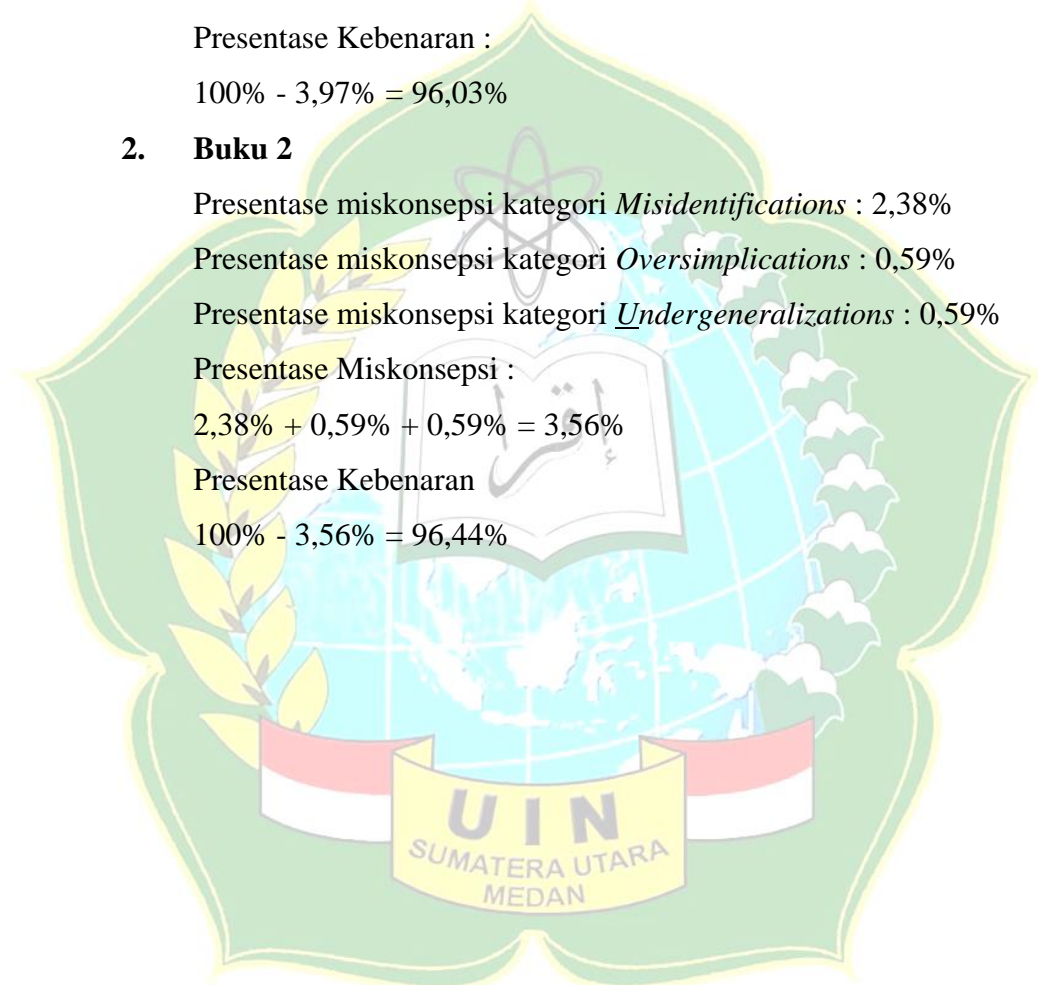 Presentase Kebenaran :
100% - 3,97% = 96,03%
2. Buku 2
Presentase miskonsepsi kategori Misidentifications : 2,38%
Presentase miskonsepsi kategori Oversimplications : 0,59%
Presentase miskonsepsi kategori Undergeneralizations : 0,59%
Presentase Miskonsepsi :
2,38% + 0,59% + 0,59% = 3,56%
Presentase Kebenaran
100% - 3,56% = 96,44%
إقرأ
UIN
SUMATERA UTARA
MEDAN